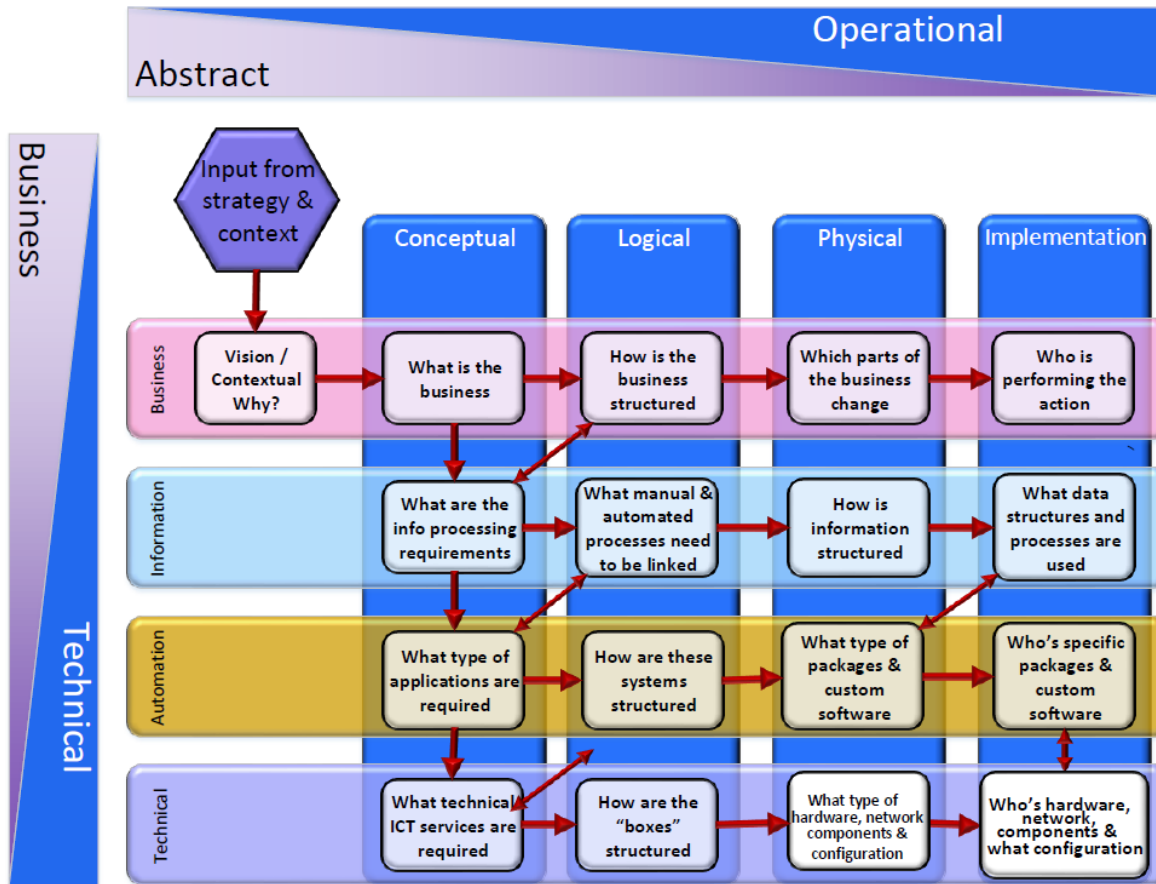 Operational
Abstract
Business
Technical
Input from
strategy &
context
Conceptual
Logical
Physical
Implementation
Business
Vision /
Contextual
Why?
What is the
business
How is the
business
structured
Which parts of
the business
change
Who is
performing the
action
Information
What are the
info processing
requirements
What manual &
automated
processes need
to be linked
How is
information
structured
What data
structures and
processes are
used
Automation
What type of
applications are
required
How are these
systems
structured
What type of
packages &
custom
software
Who's specific
packages &
custom
software
Technical
What technical
ICT services are
required
How are the
"boxes"
structured
What type of
hardware, network
components &
configuration
Who's hardware,
network,
components &
what configuration